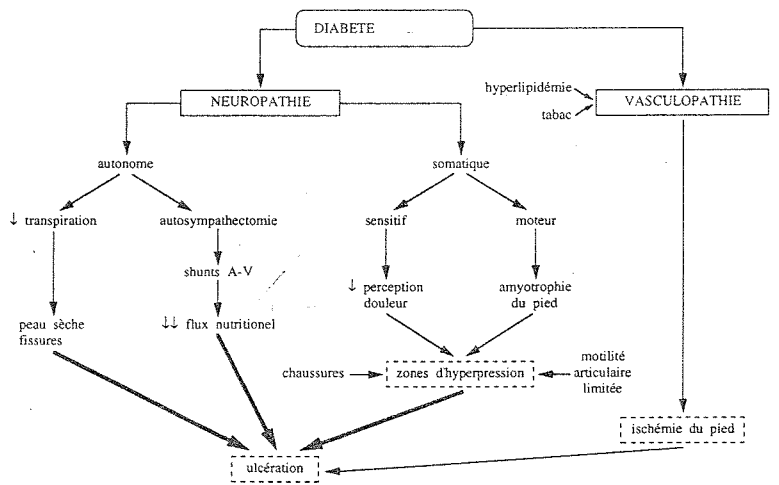 DIABETE
NEUROPATHIE
hyperlipidémie
tabac
VASCULOPATHIE
autonome
somatique
↓ transpiration
autosympathectomie
sensitif
moteur
shunts A-V
↓ perception
douleur
amyotrophie
du pied
peau sèche
fissures
↓↓ flux nutritionel
chaussures
zones d'hyperpression
motilité
articulaire
limitée
ischémie du pied
ulcération